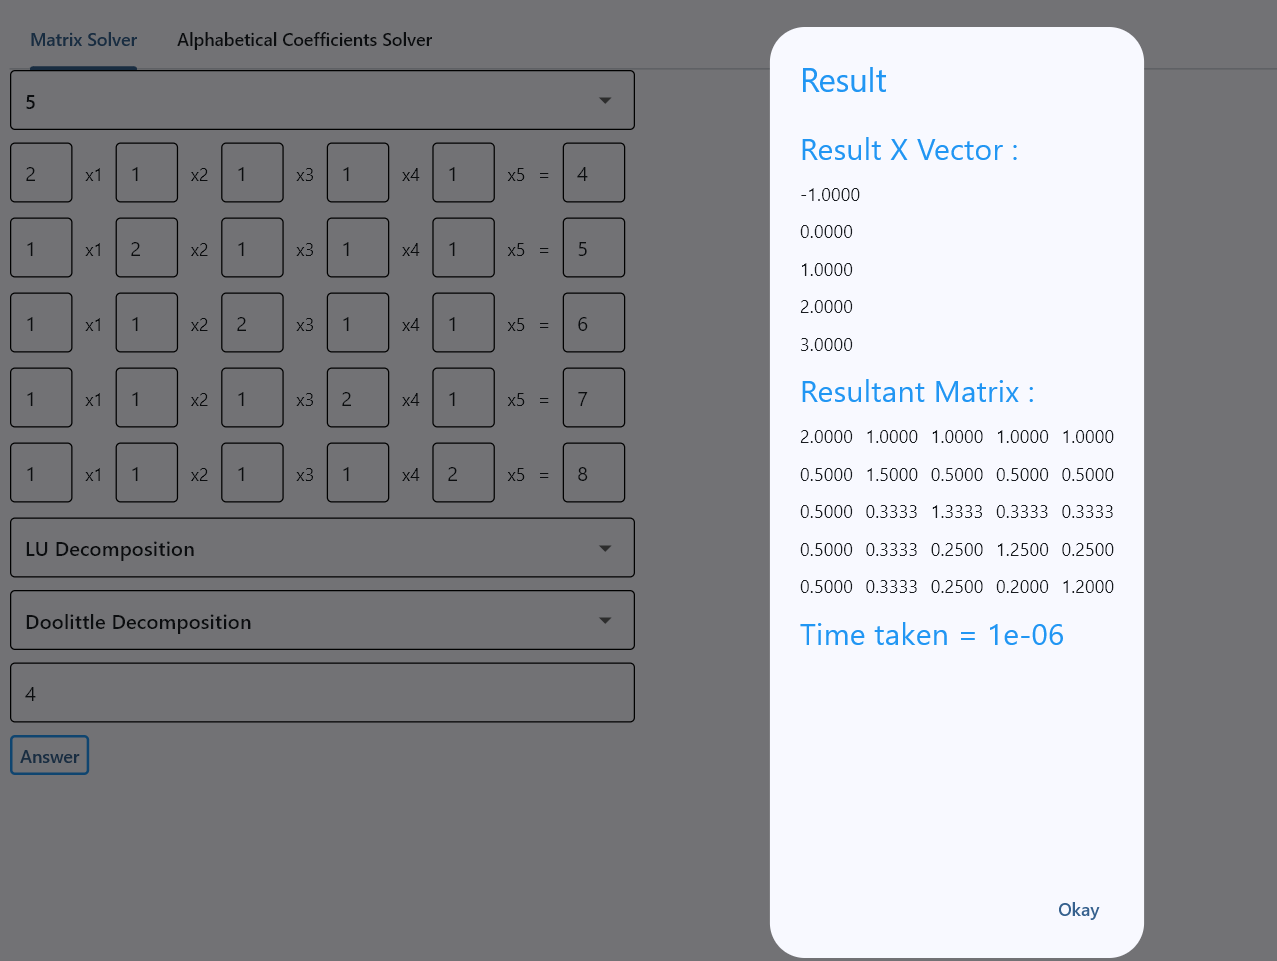 Matrix Solver Alphabetical Coefficients Solver
5
2 x1 1 x2 1 x3 1 x4 1 x5 = 4
1 x1 2 x2 1 x3 1 x4 1 x5 = 5
1 x1 1 x2 2 x3 1 x4 1 x5 = 6
1 x1 1 x2 1 x3 2 x4 1 x5 = 7
1 x1 1 x2 1 x3 1 x4 2 x5 = 8
LU Decomposition
Doolittle Decomposition
4
Answer
Result
Result X Vector :
-1.0000
0.0000
1.0000
2.0000
3.0000
Resultant Matrix :
2.0000 1.0000 1.0000 1.0000 1.0000
0.5000 1.5000 0.5000 0.5000 0.5000
0.5000 0.3333 1.3333 0.3333 0.3333
0.5000 0.3333 0.2500 1.2500 0.2500
0.5000 0.3333 0.2500 0.2000 1.2000
Time taken = 1e-06
Okay